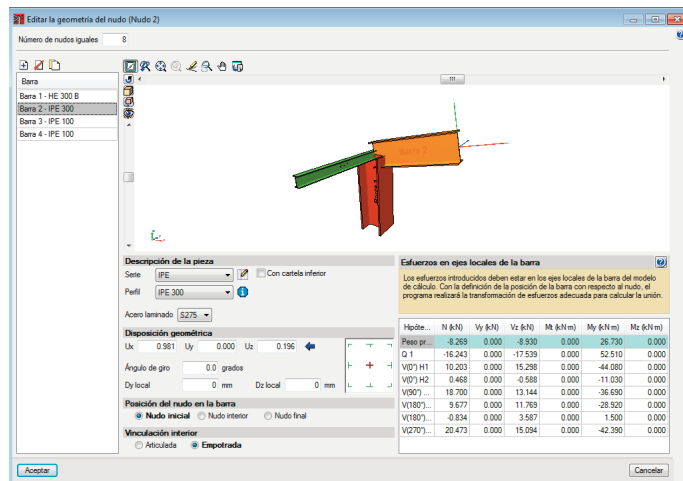 Editar la geometría del nudo (Nudo 2)
Número de nudos iguales 8
Barra
Barra 1 - HE 300 B
Barra 2 - IPE 300
Barra 3 - IPE 100
Barra 4 - IPE 100
Barra 2
Descripción de la pieza
Serie IPE Con cartela inferior
Perfil IPE 300
Acero laminado S275
Disposición geométrica
Ux 0.981 Uy 0.000 Uz 0.196
Ángulo de giro 0.0 grados
Dy local 0 mm Dz local 0 mm
Posición del nudo en la barra
Nudo inicial Nudo interior Nudo final
Vinculación interior
Articulada Empotrada
Esfuerzos en ejes locales de la barra
Los esfuerzos introducidos deben estar en los ejes locales de la barra del modelo
de cálculo. Con la definición de la posición de la barra con respecto al nudo, el
programa realizará la transformación de esfuerzos adecuada para calcular la unión.
Hipóte... N (kN) Vy (kN) Vz (kN) Mt (kN·m) My (kN·m) Mz (kN·m)
Peso pr... -8.269 0.000 -8.930 0.000 26.730 0.000
Q 1 -16.243 0.000 -17.539 0.000 52.510 0.000
V(0°) H1 10.203 0.000 15.298 0.000 -44.080 0.000
V(0°) H2 0.468 0.000 -0.588 0.000 -11.030 0.000
V(90°) ... 18.700 0.000 13.144 0.000 -36.690 0.000
V(180°)... 9.677 0.000 11.769 0.000 -28.920 0.000
V(180°)... -0.834 0.000 3.587 0.000 1.500 0.000
V(270°)... 20.473 0.000 15.094 0.000 -42.390 0.000
Aceptar Cancelar